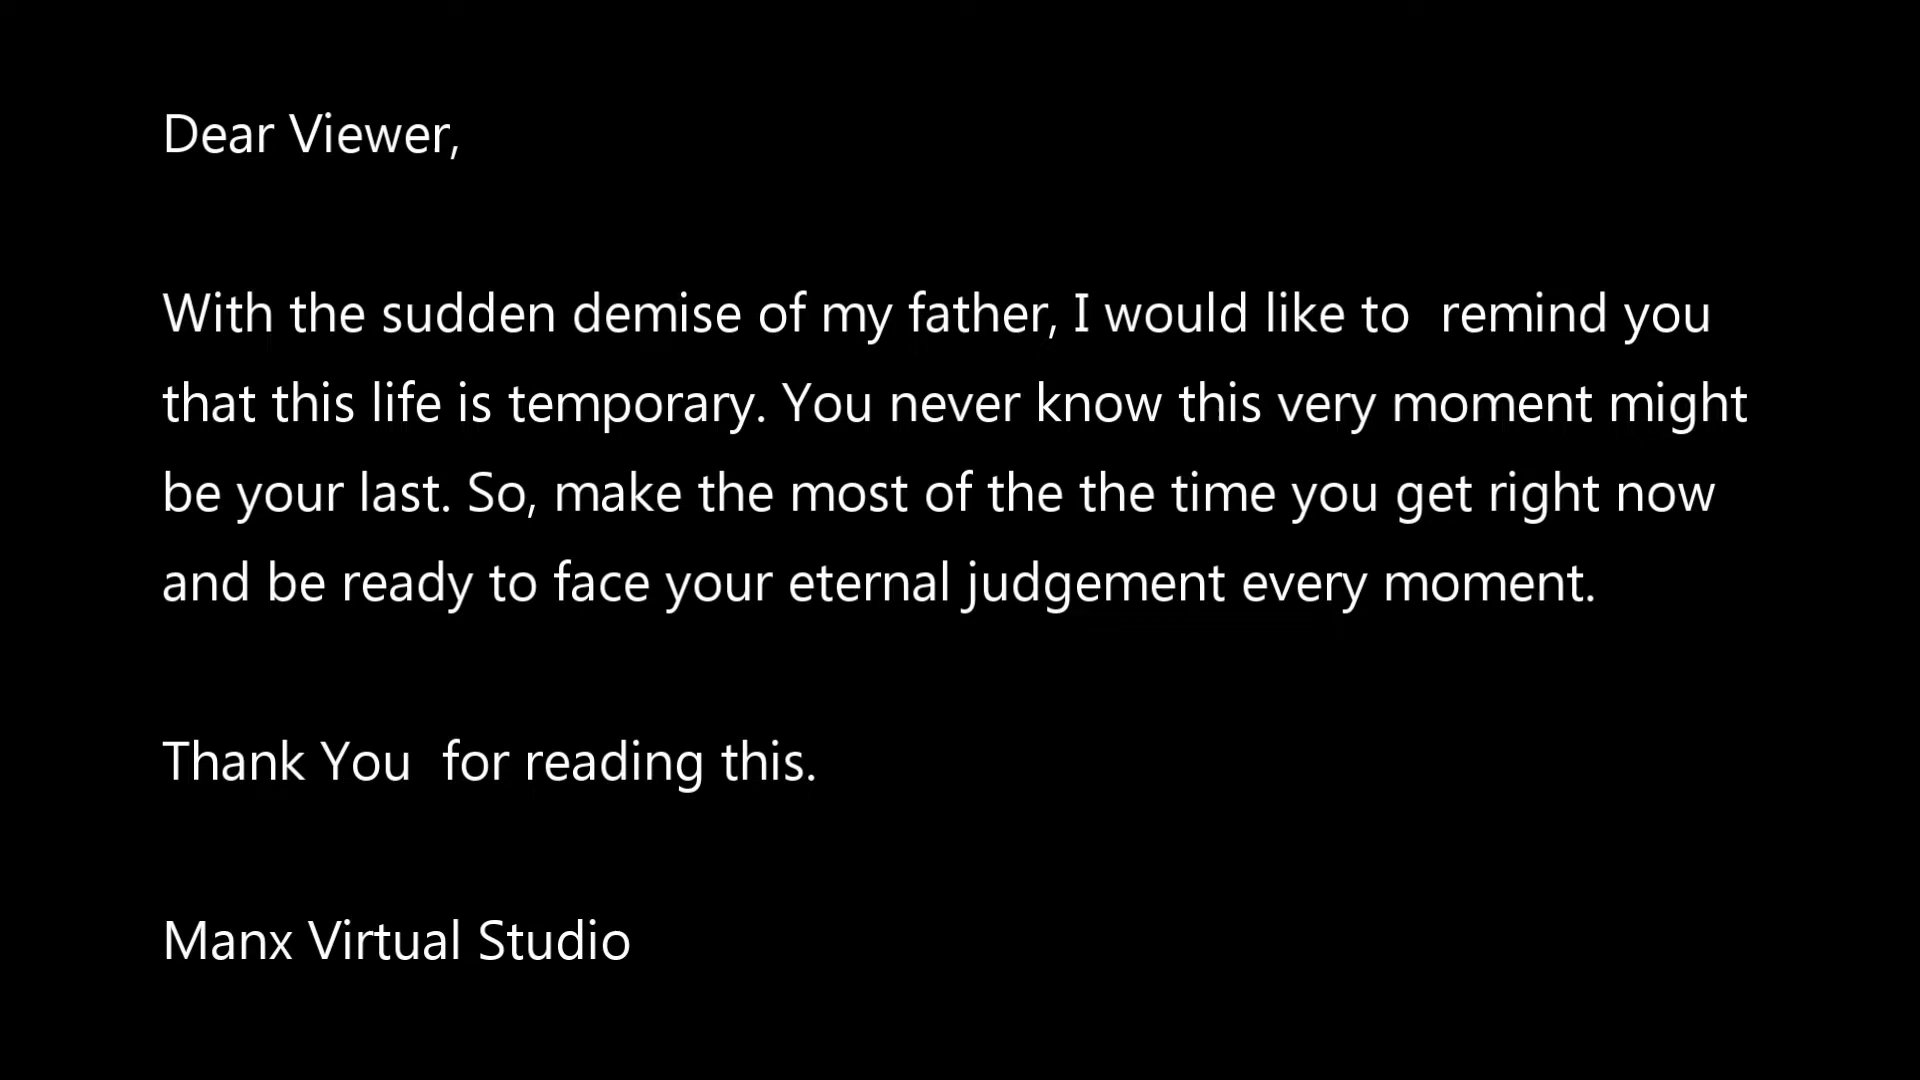 Dear Viewer,
With the sudden demise of my father, I would like to  remind you
that this life is temporary. You never know this very moment might
be your last. So, make the most of the the time you get right now
and be ready to face your eternal judgement every moment.
Thank You  for reading this.
Manx Virtual Studio